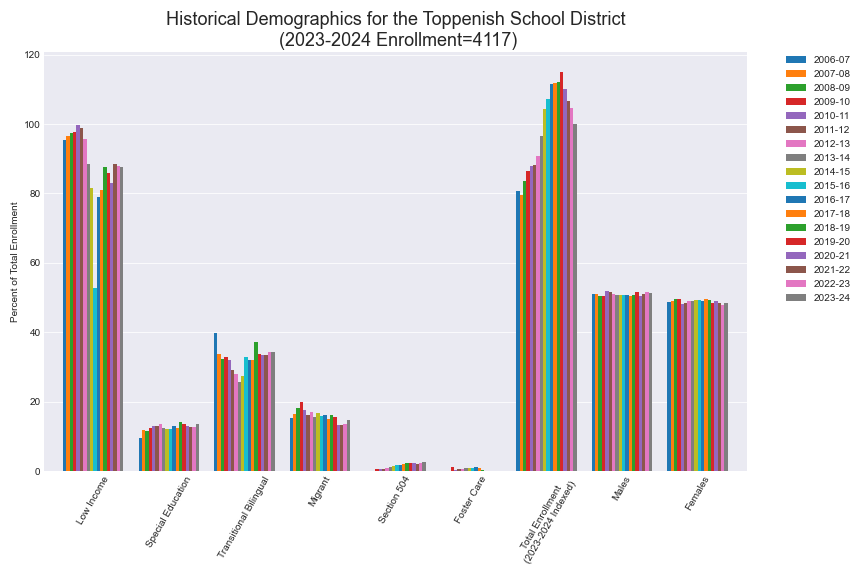 Historical Demographics for the Toppenish School District
(2023-2024 Enrollment=4117)
Percent of Total Enrollment
120
100
80
60
40
20
0
Low Income
Special Education
Transitional Bilingual
Migrant
Section 504
Foster Care
Total Enrollment
(2023-2024 Indexed)
Males
Females
2006-07
2007-08
2008-09
2009-10
2010-11
2011-12
2012-13
2013-14
2014-15
2015-16
2016-17
2017-18
2018-19
2019-20
2020-21
2021-22
2022-23
2023-24